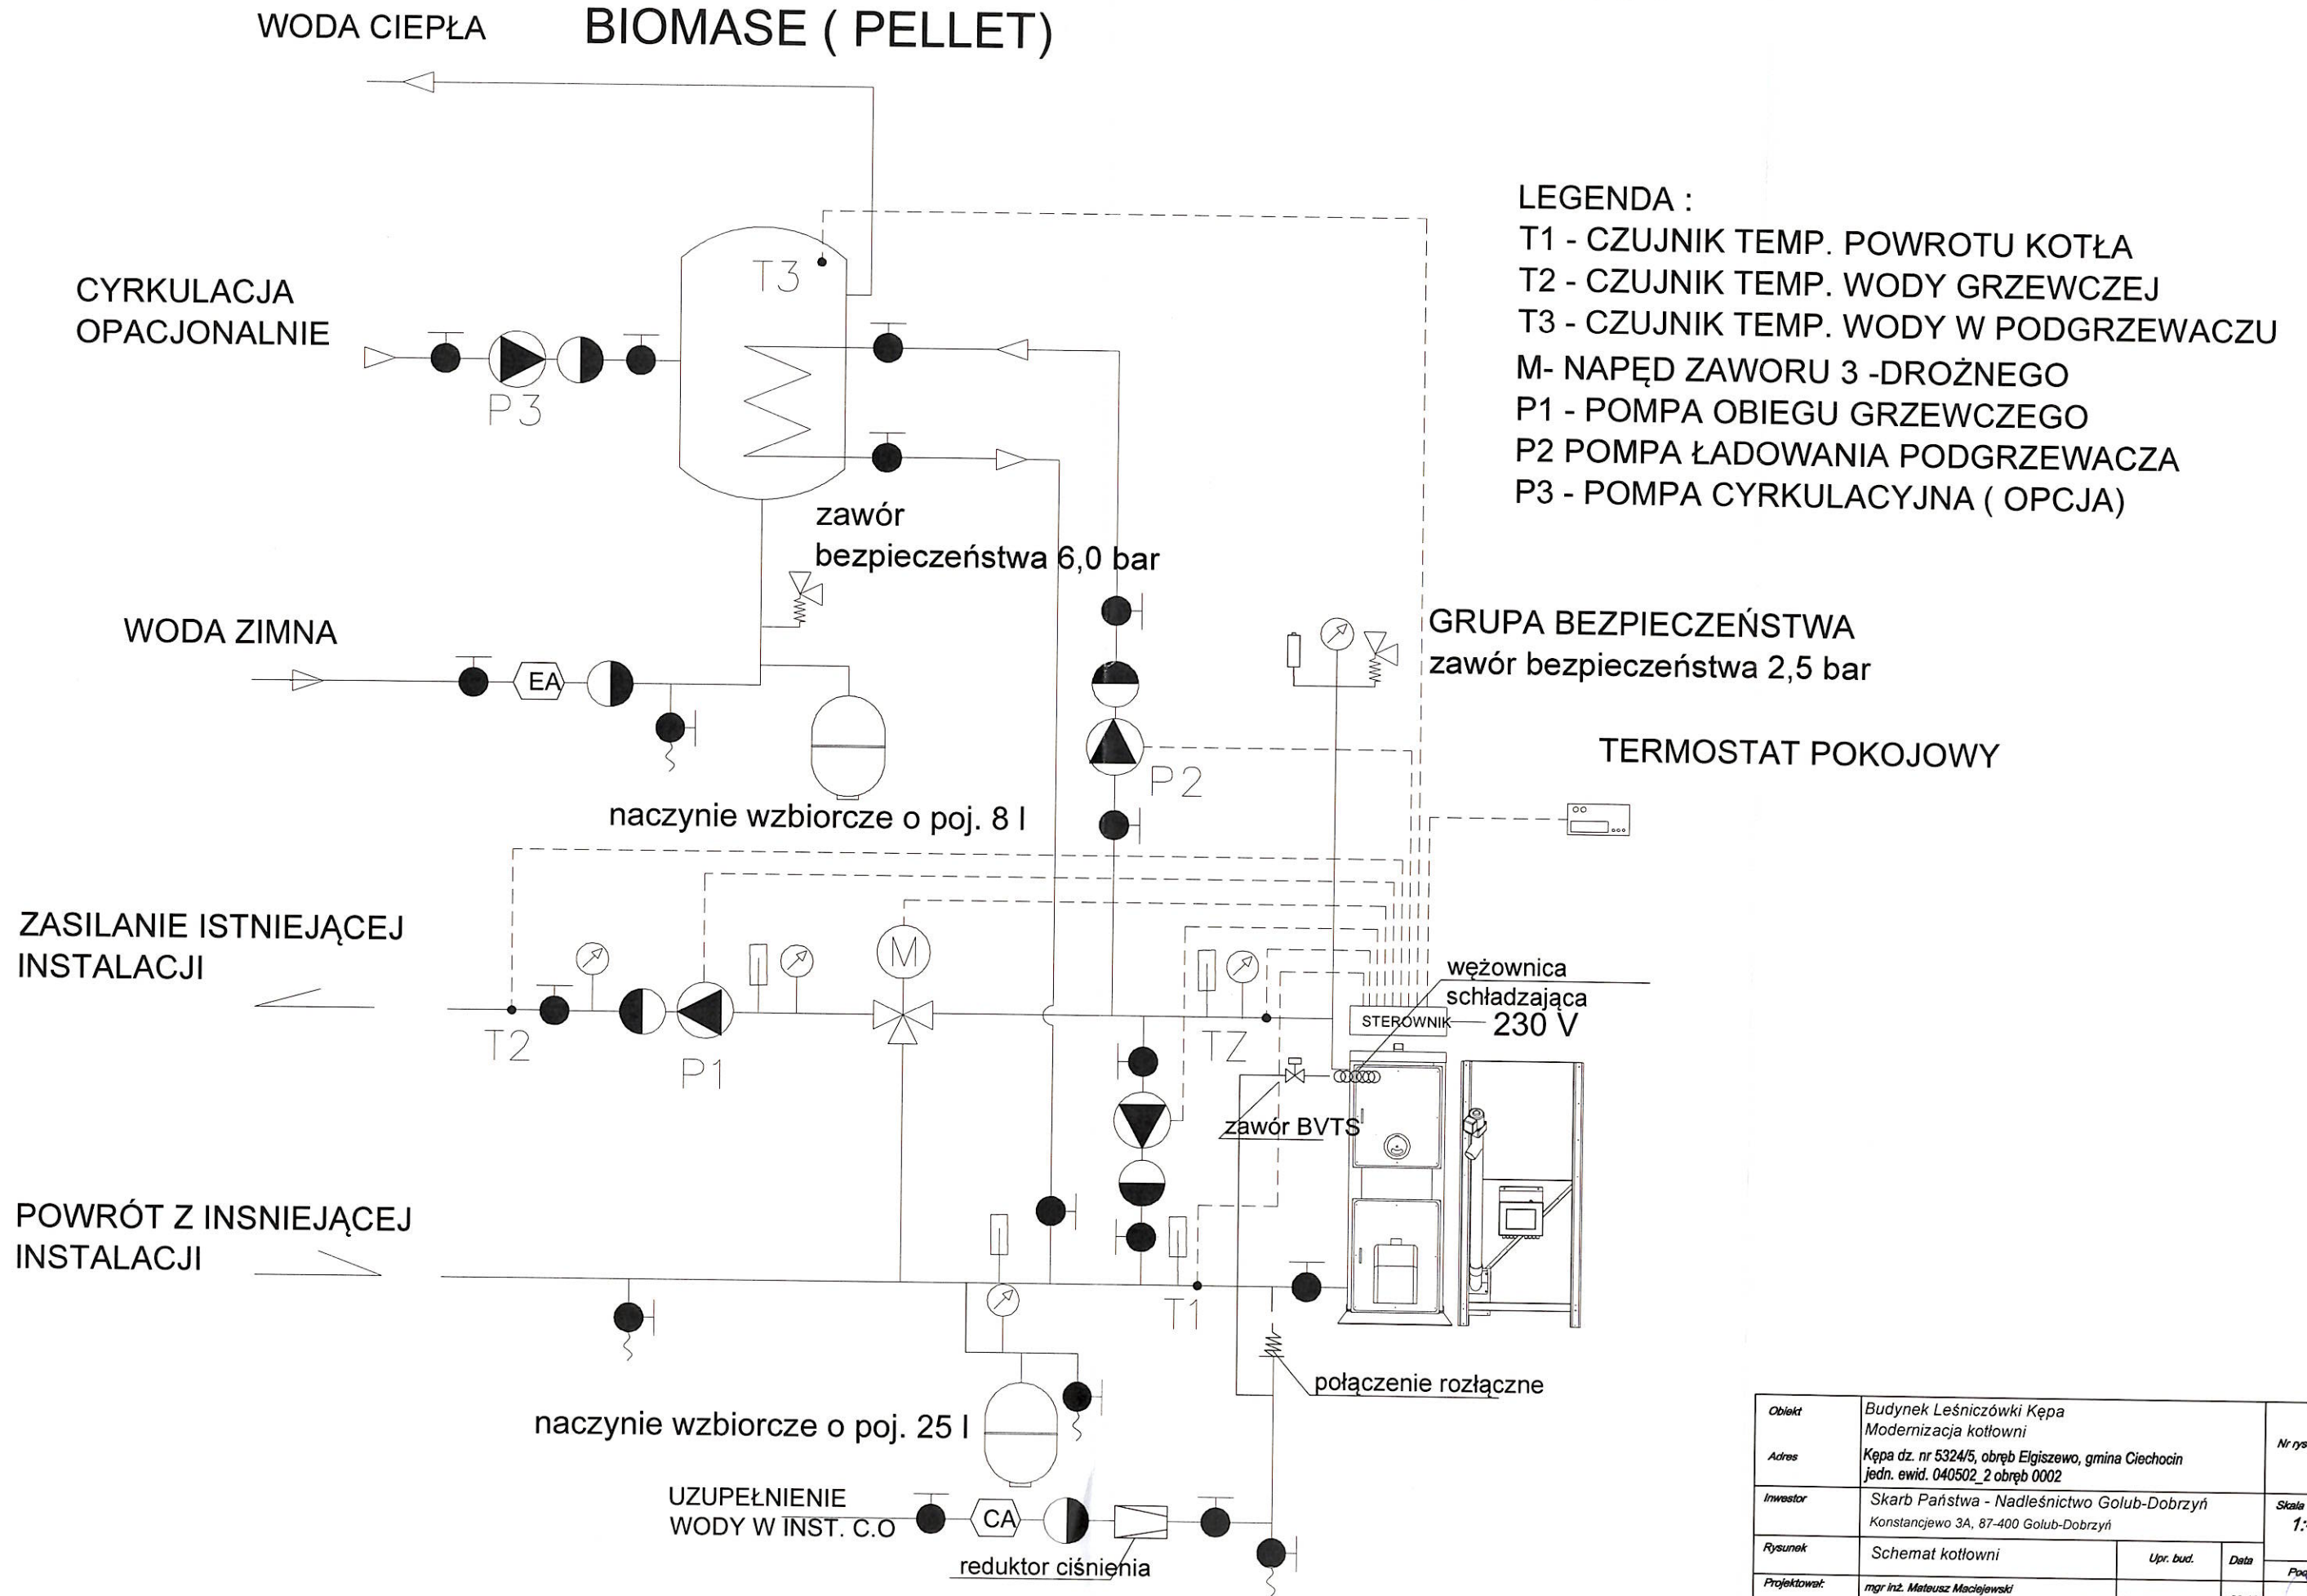 WODA CIEPŁA
BIOMASE ( PELLET)
LEGENDA :
T1 - CZUJNIK TEMP. POWROTU KOTŁA
T2 - CZUJNIK TEMP. WODY GRZEWCZEJ
T3 - CZUJNIK TEMP. WODY W PODGRZEWACZU
M- NAPĘD ZAWORU 3 -DROŻNEGO
P1 - POMPA OBIEGU GRZEWCZEGO
P2 POMPA ŁADOWANIA PODGRZEWACZA
P3 - POMPA CYRKULACYJNA ( OPCJA)
T3
CYRKULACJA
OPACJONALNIE
P3
zawór
bezpieczeństwa 6,0 bar
WODA ZIMNA
EA
GRUPA BEZPIECZEŃSTWA
zawór bezpieczeństwa 2,5 bar
TERMOSTAT POKOJOWY
P2
naczynie wzbiorcze o poj. 8 l
ZASILANIE ISTNIEJĄCEJ
INSTALACJI
M
T2
P1
TZ
wężownica
schładzająca
STEROWNIK
230 V
zawór BVTS
POWRÓT Z INSNIEJĄCEJ
INSTALACJI
T1
połączenie rozłączne
naczynie wzbiorcze o poj. 25 l
UZUPEŁNIENIE
WODY W INST. C.O
CA
reduktor ciśnienia
Obiekt
Budynek Leśniczówki Kępa
Modernizacja kotłowni
Nr rys
Adres
Kępa dz. nr 5324/5, obręb Elgiszewo, gmina Ciechocin
jedn. ewid. 040502_2 obręb 0002
Inwestor
Skarb Państwa - Nadleśnictwo Golub-Dobrzyń
Konstancjewo 3A, 87-400 Golub-Dobrzyń
Skala
Rysunek
Schemat kotłowni
Upr. bud.
Data
Projektował:
mgr inż. Mateusz Maciejewski